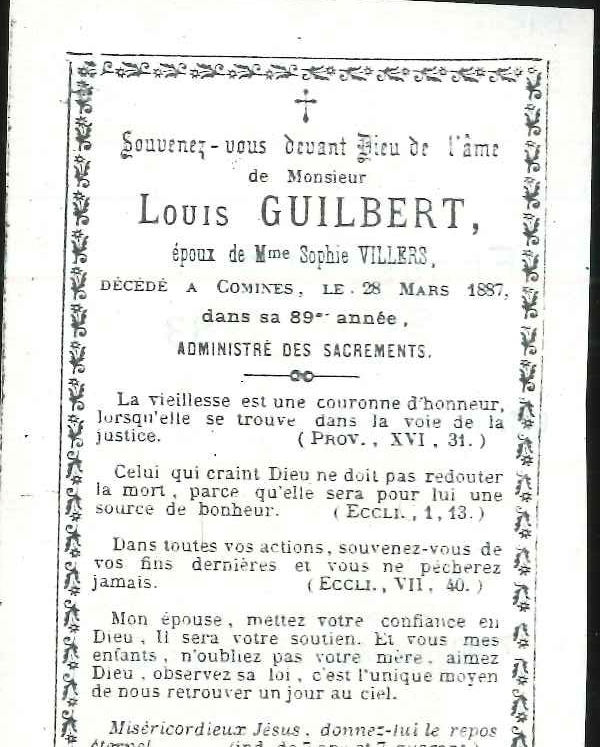 Souvenez-vous devant Dieu de l'âme
de Monsieur
LOUIS GUILBERT,
époux de Mme Sophie VILLERS,
DÉCÉDÉ A COMINES, LE. 28 MARS 1887,
dans sa 89me année,
ADMINISTRÉ DES SACREMENTS.
La vieillesse est une couronne d'honneur,
lorsqu'elle se trouve dans la voie de la
justice. (PROV., XVI, 31.)
Celui qui craint Dieu ne doit pas redouter
la mort, parce qu'elle sera pour lui une
source de bonheur. (ECCLI., 1, 13.)
Dans toutes vos actions, souvenez-vous de
vos fins dernières et vous ne pécherez
jamais. (ECCLI., VII, 40.)
Mon épouse, mettez votre confiance en
Dieu, Il sera votre soutien. Et vous mes
enfants, n'oubliez pas votre mère, aimez
Dieu, observez sa loi, c'est l'unique moyen
de nous retrouver un jour au ciel.
Miséricordieux Jésus, donnez-lui le repos